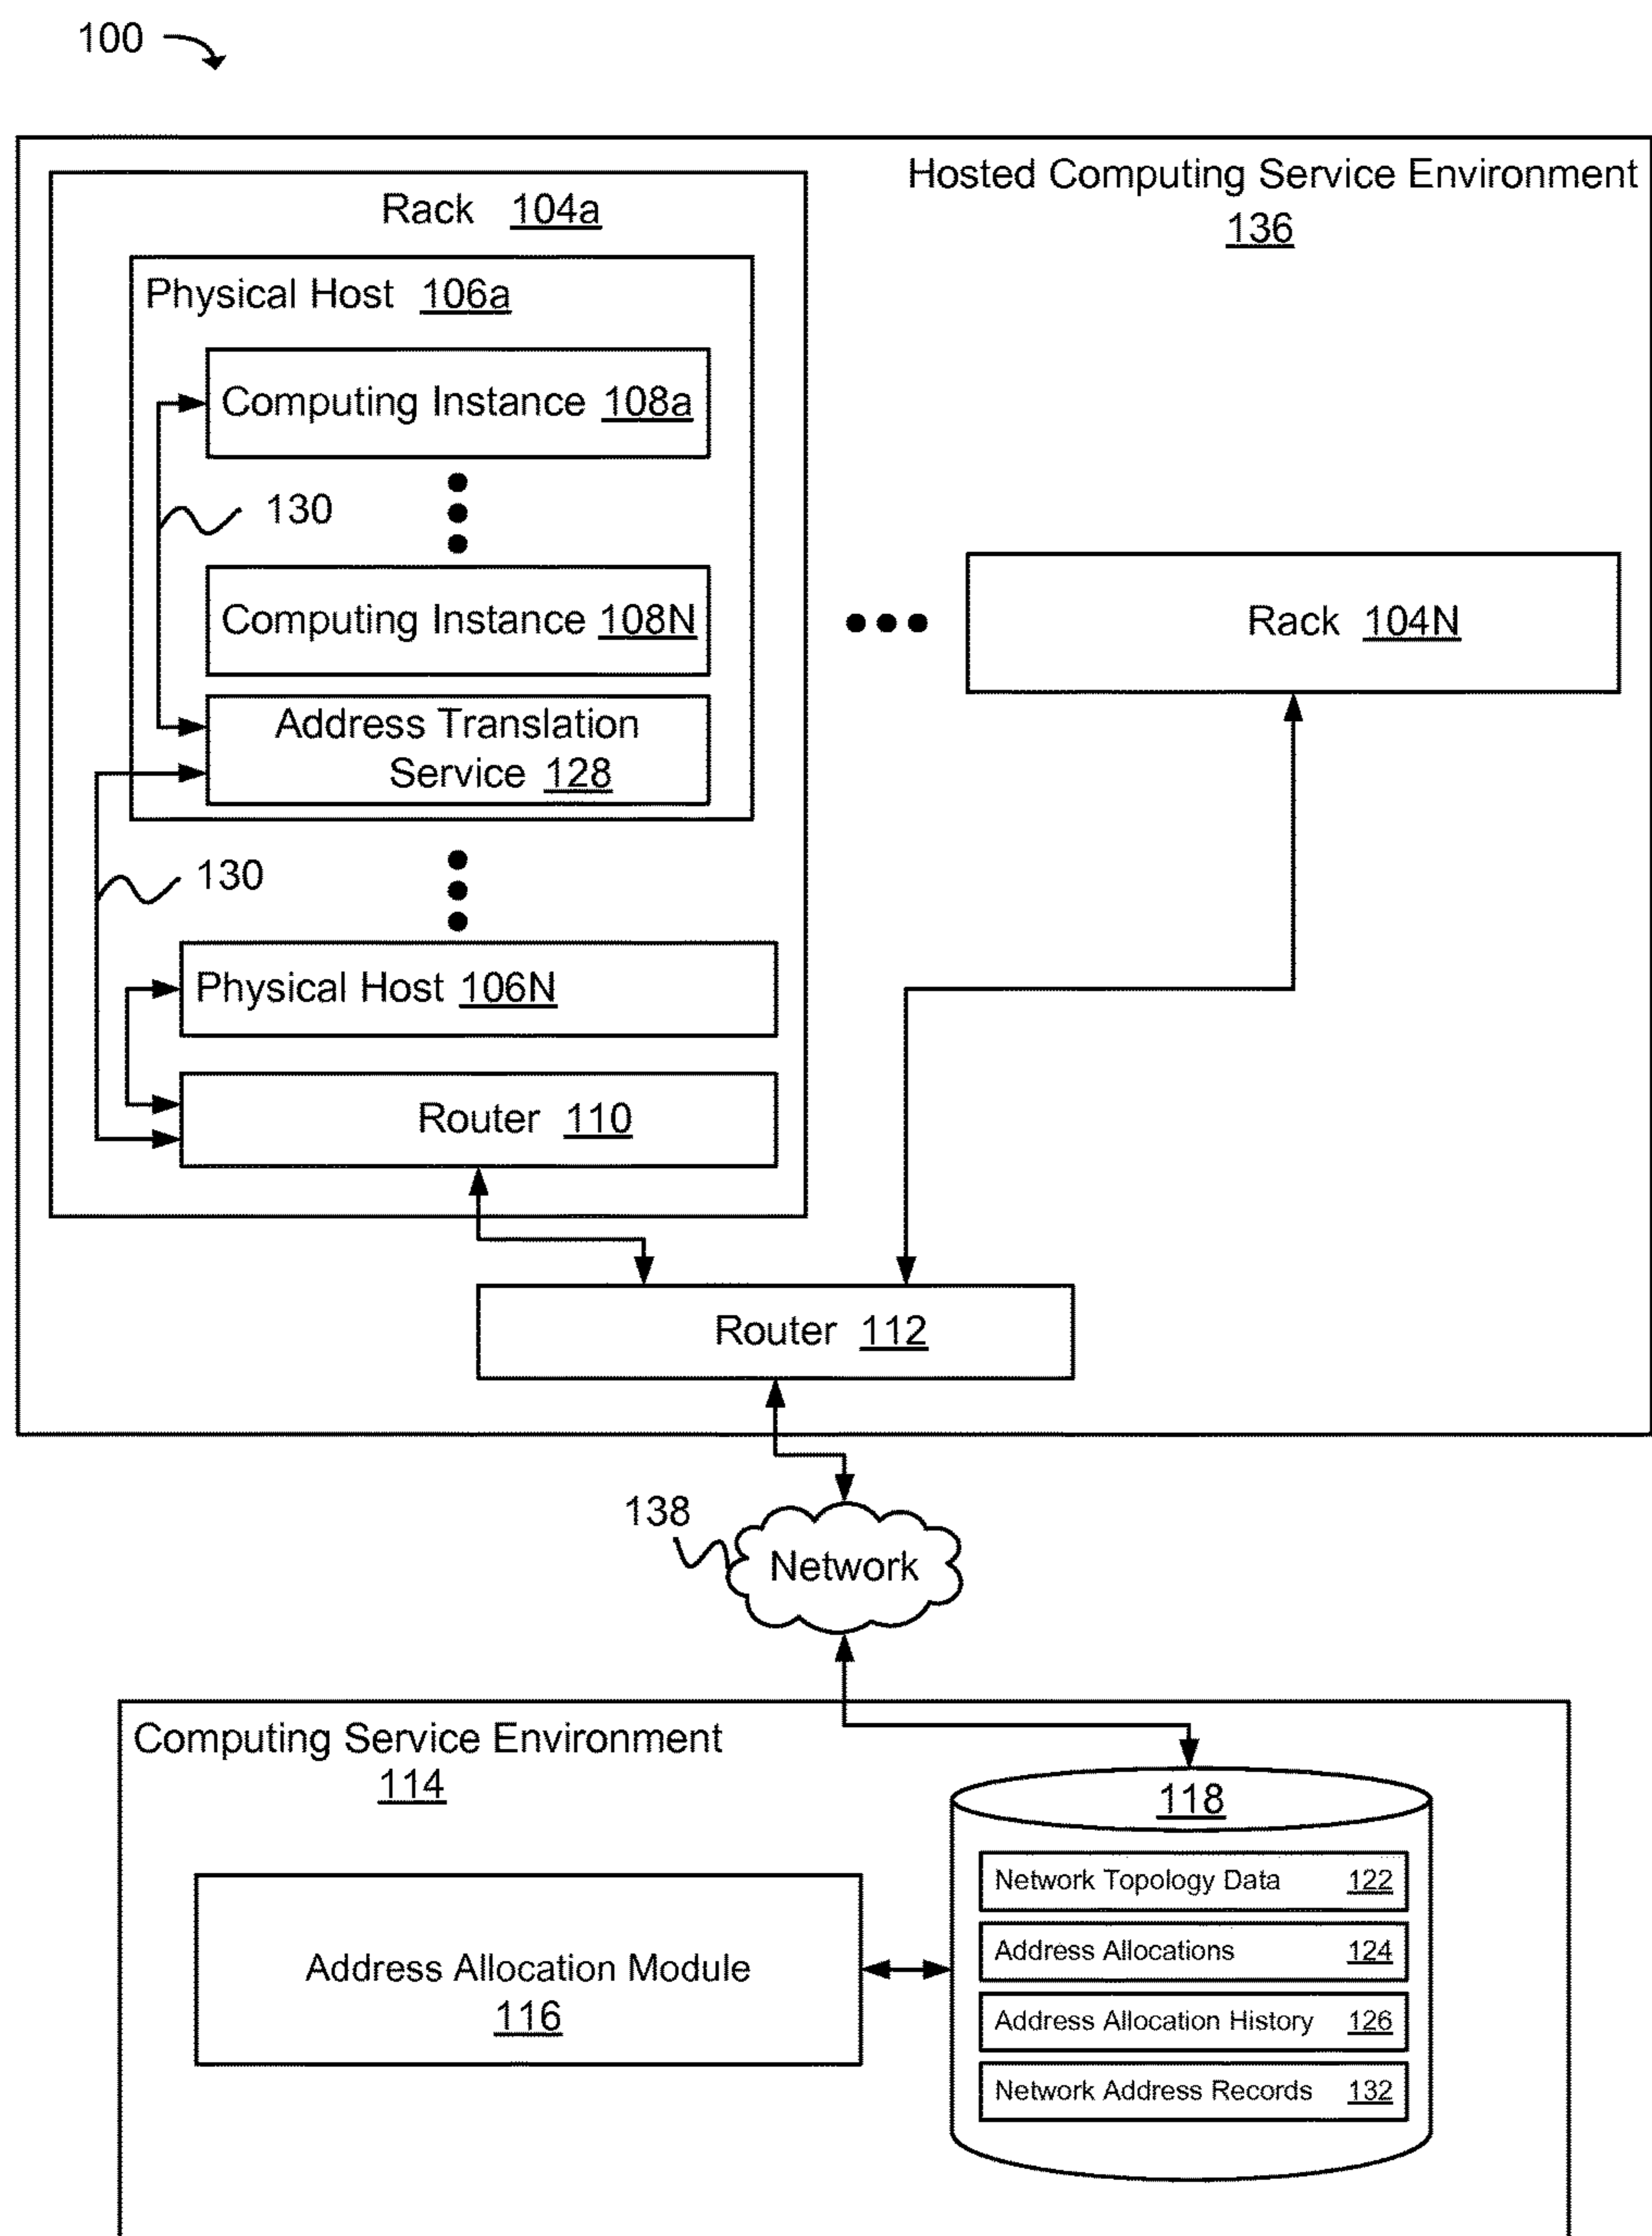 100
Hosted Computing Service Environment
136
Rack 104a
Physical Host 106a
Computing Instance 108a
130
Computing Instance 108N
Address Translation
Service 128
Rack 104N
130
Physical Host 106N
Router 110
Router 112
138
Network
Computing Service Environment
114
118
Network Topology Data 122
Address Allocations 124
Address Allocation History 126
Network Address Records 132
Address Allocation Module
116